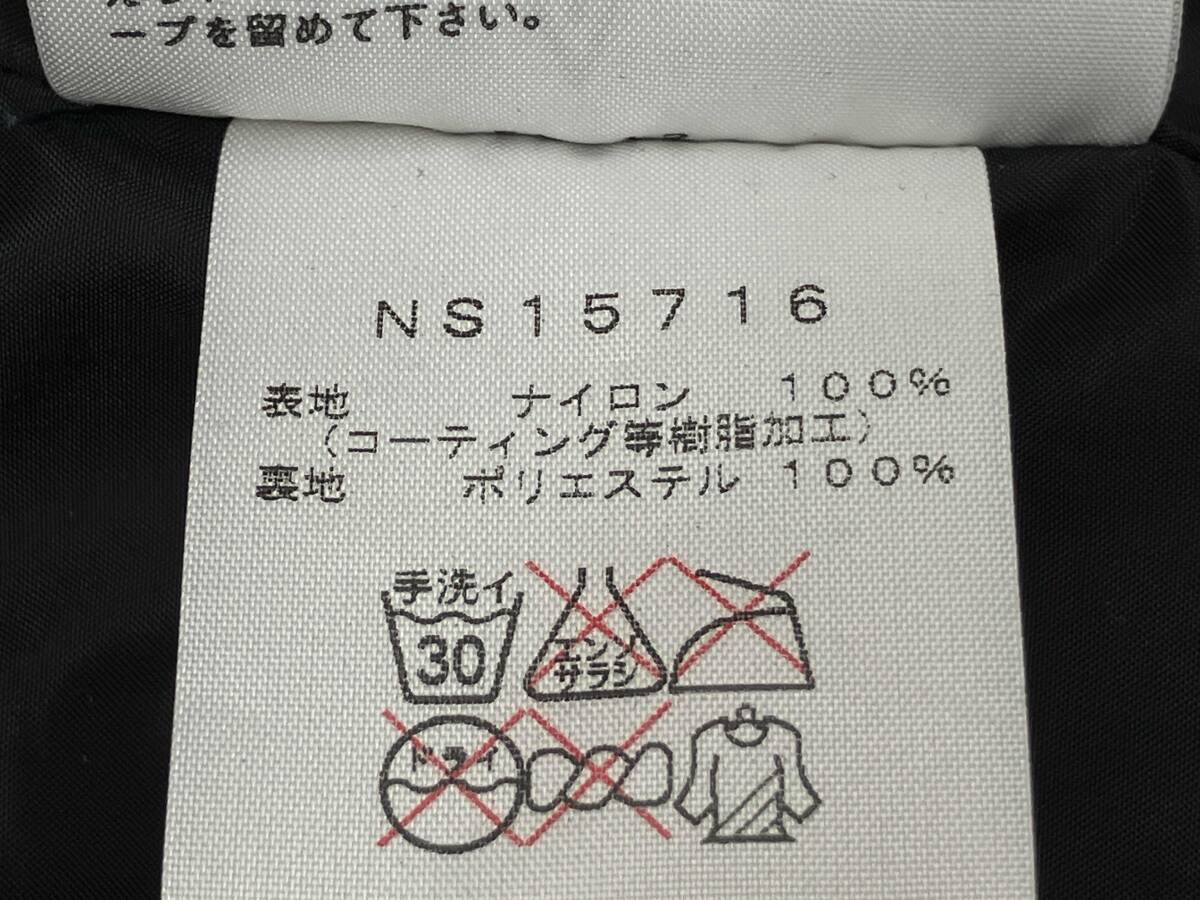 ープを留めて下さい。
NS15716
表地 ナイロン 100%
(コーティング等樹脂加工)
裏地 ポリエステル 100%
手洗イ
30
エンソ
サラシ
ドライ